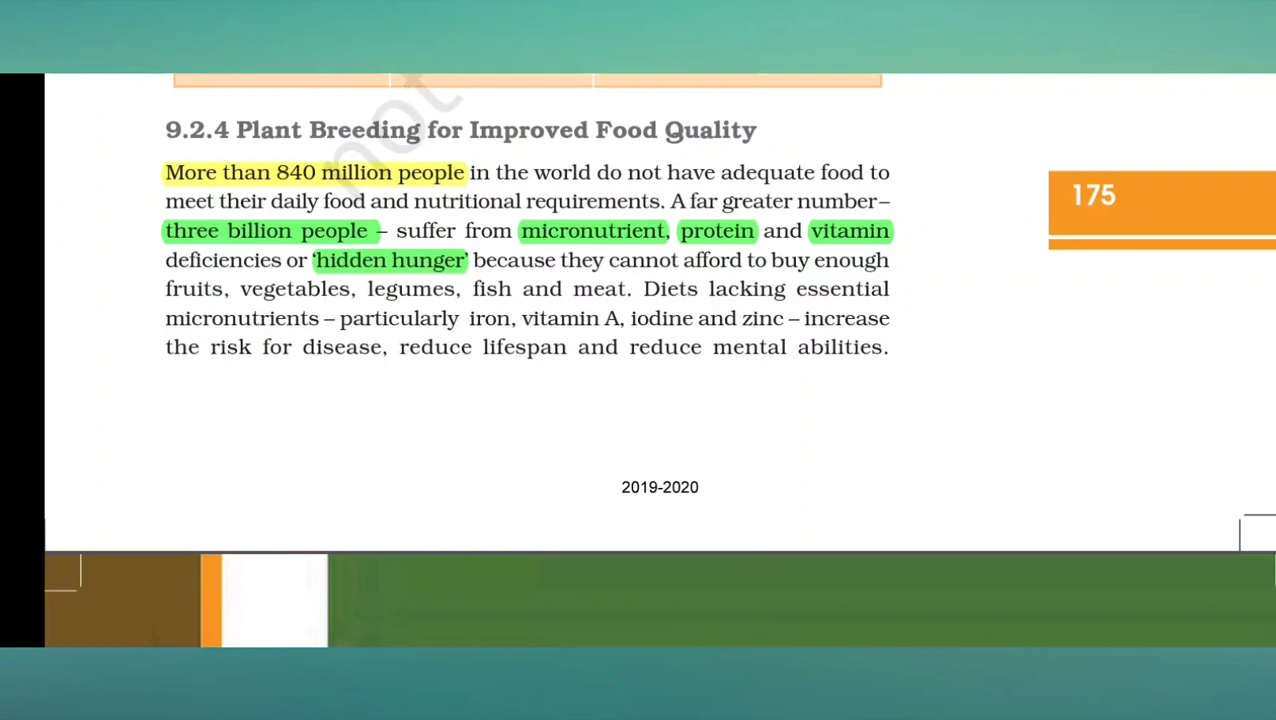 not
9.2.4 Plant Breeding for Improved Food Quality
More than 840 million people in the world do not have adequate food to
meet their daily food and nutritional requirements. A far greater number–
three billion people – suffer from micronutrient, protein and vitamin
deficiencies or ‘hidden hunger’ because they cannot afford to buy enough
fruits, vegetables, legumes, fish and meat. Diets lacking essential
micronutrients – particularly iron, vitamin A, iodine and zinc – increase
the risk for disease, reduce lifespan and reduce mental abilities.
175
2019-2020